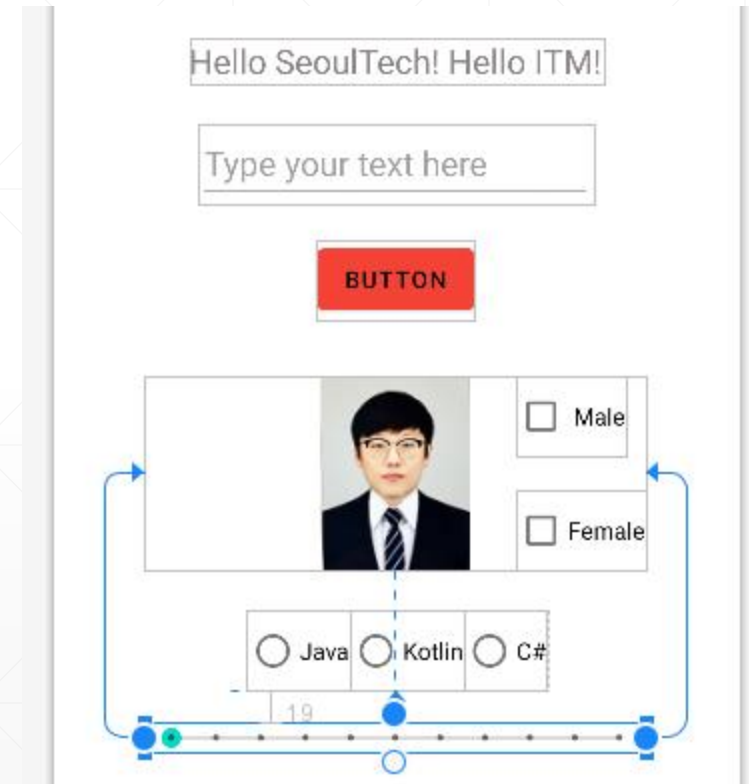 Hello SeoulTech! Hello ITM!
Type your text here
BUTTON
Male
Female
Java Kotlin C#
19